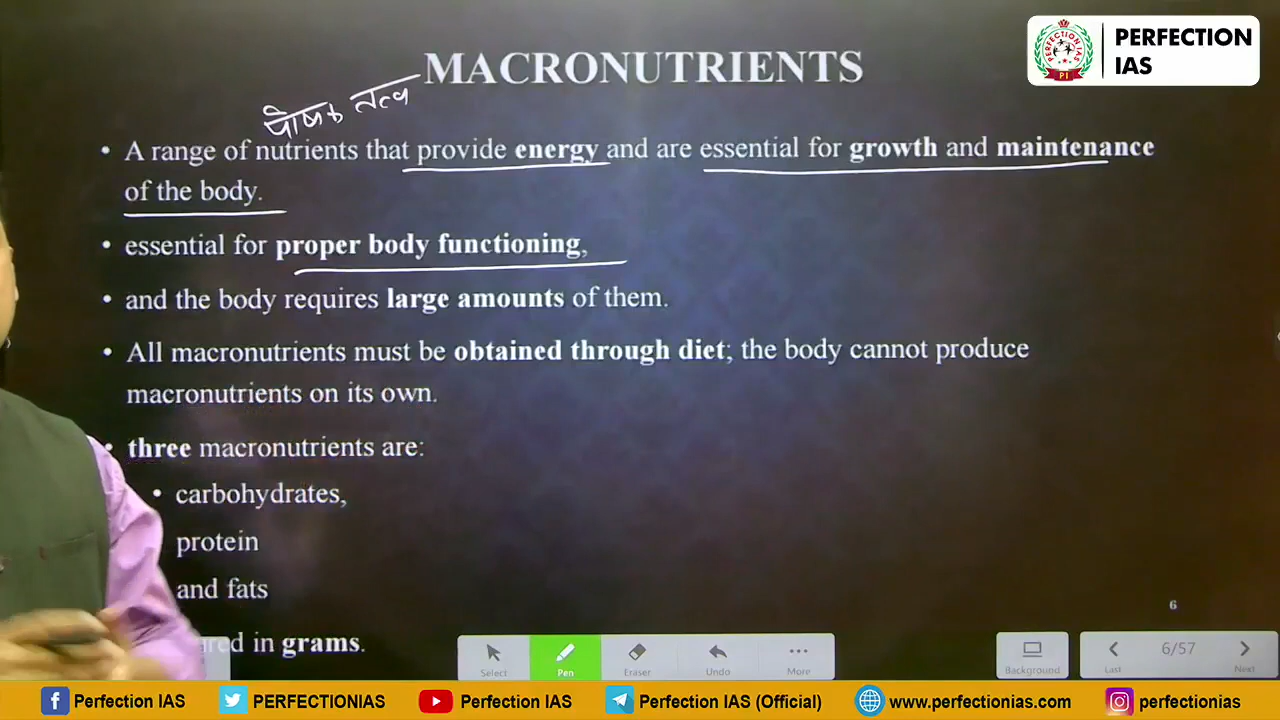 MACRONUTRIENTS
PERFECTION
IAS
पोषक तत्व
• A range of nutrients that provide energy and are essential for growth and maintenance
of the body.
• essential for proper body functioning,
• and the body requires large amounts of them.
• All macronutrients must be obtained through diet; the body cannot produce
macronutrients on its own.
• three macronutrients are:
• carbohydrates,
protein
and fats
in grams.
6
Select
Pen
Eraser
Undo
More
Background
Last
6/57
Next
Perfection IAS
PERFECTIONIAS
Perfection IAS
Perfection IAS (Official)
www.perfectionias.com
perfectionias